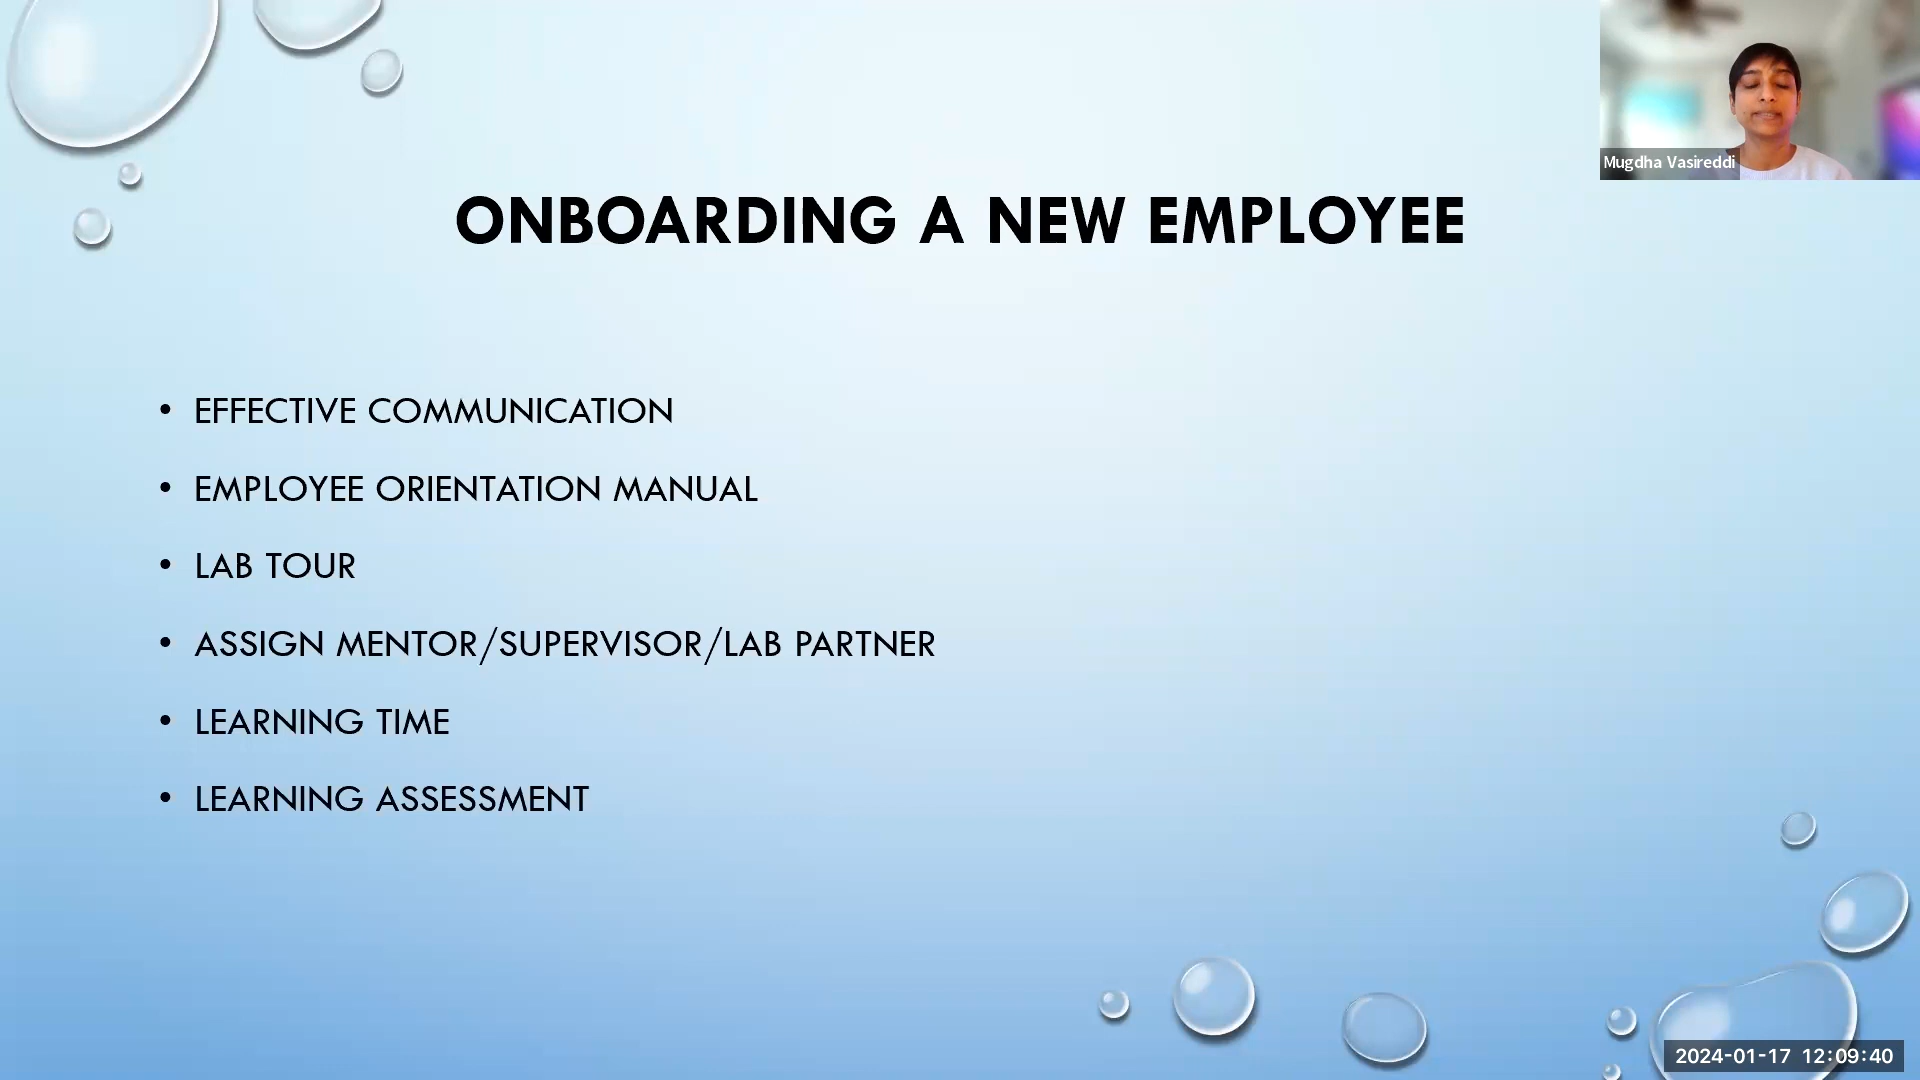 Mugdha Vasireddi
ONBOARDING A NEW EMPLOYEE
• EFFECTIVE COMMUNICATION
• EMPLOYEE ORIENTATION MANUAL
• LAB TOUR
• ASSIGN MENTOR/SUPERVISOR/LAB PARTNER
• LEARNING TIME
• LEARNING ASSESSMENT
2024-01-17 12:09:40